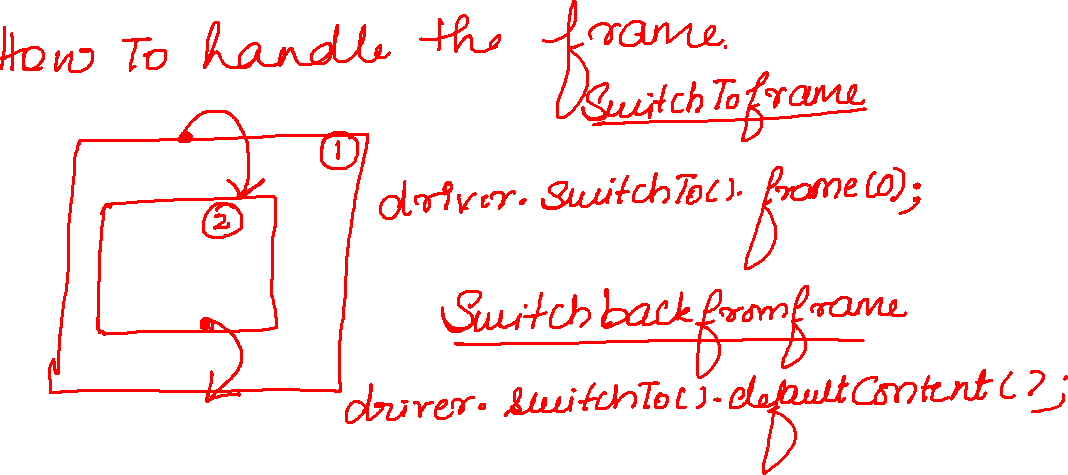 How To handle the frame.
SwitchToframe
1
2
driver.switchTo().frame(0);
Switchbackfromframe
driver.switchTo().defaultContent();